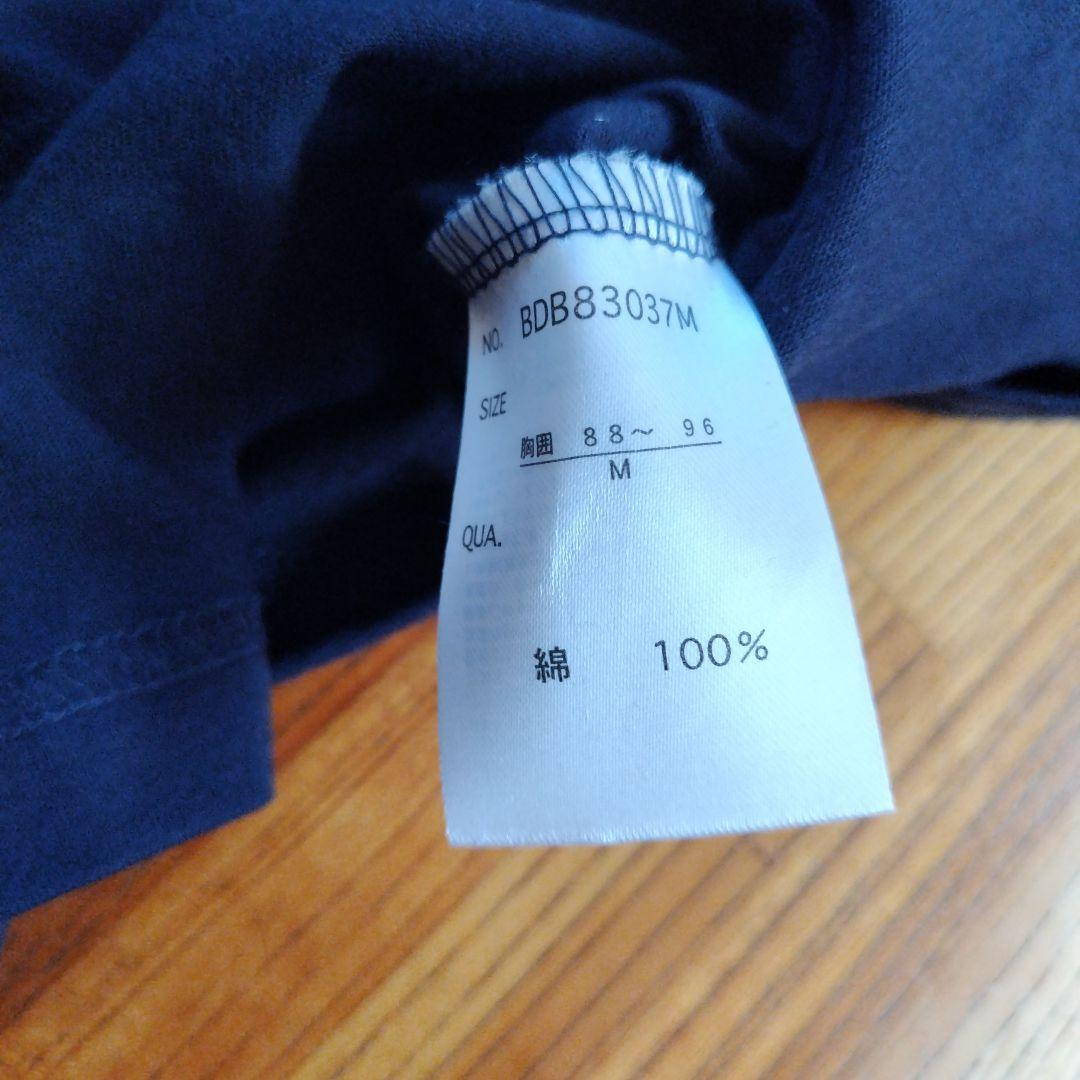 NO. BDB83037M
SIZE
胸囲 88～ 96
M
QUA.
綿 100%